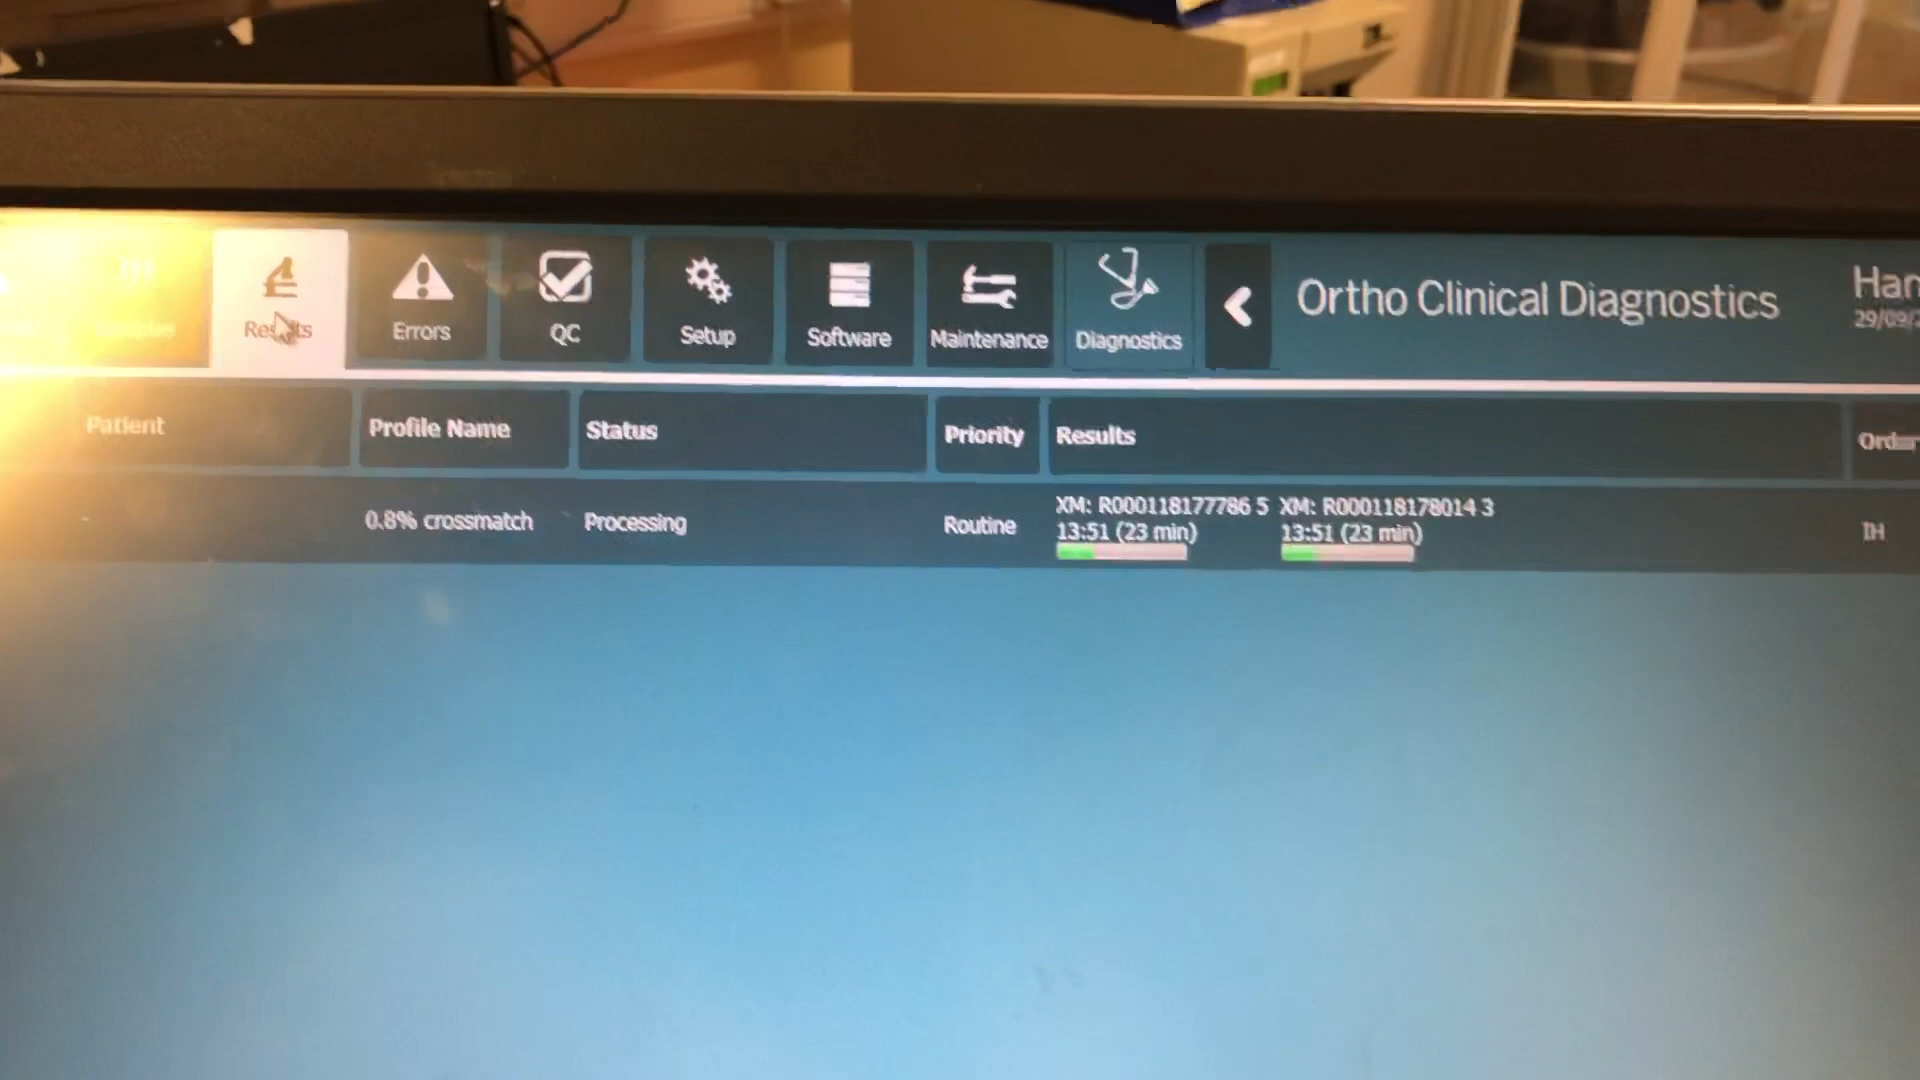 Results
Errors
QC
Setup
Software
Maintenance
Diagnostics
Ortho Clinical Diagnostics
Patient
Profile Name
Status
Priority
Results
-
0.8% crossmatch
Processing
Routine
XM: R000118177786 5
13:51 (23 min)
XM: R000118178014 3
13:51 (23 min)
IH